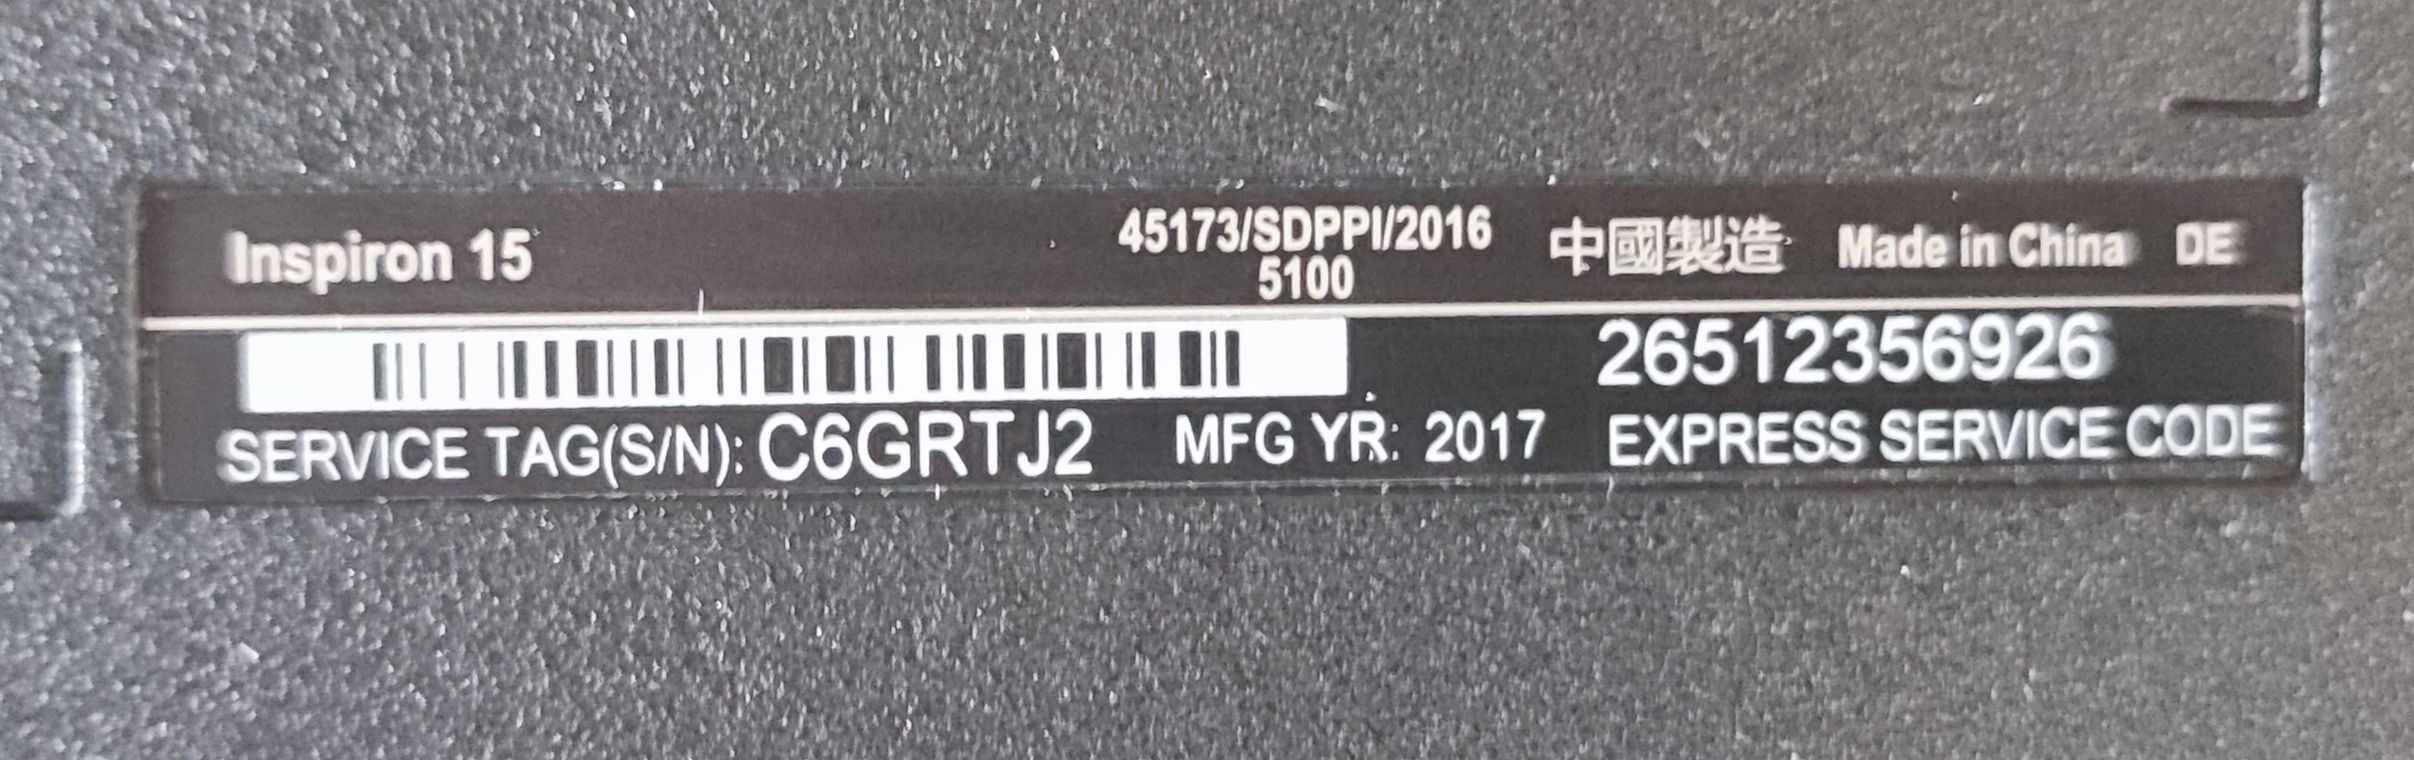 Inspiron 15
45173/SDPPI/2016
5100
中國製造 Made in China DE
26512356926
SERVICE TAG(S/N): C6GRTJ2 MFG YR: 2017 EXPRESS SERVICE CODE